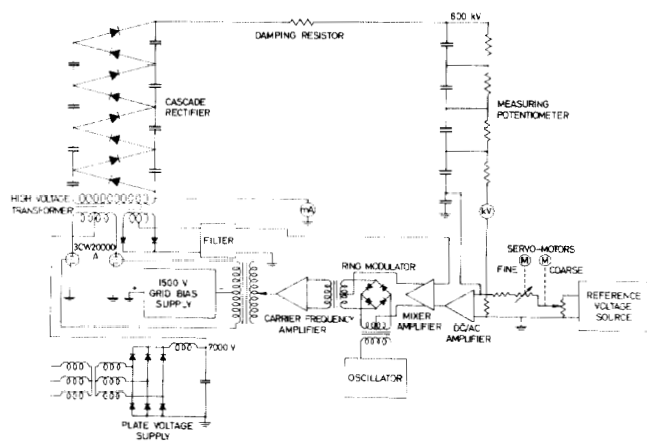 600 kV
DAMPING RESISTOR
CASCADE
RECTIFIER
MEASURING
POTENTIOMETER
HIGH VOLTAGE
TRANSFORMER
mA
kV
3CW20000
A
FILTER
SERVO-MOTORS
M
M
FINE
COARSE
RING MODULATOR
1500 V
GRID BIAS
SUPPLY
+
-
CARRIER FREQUENCY
AMPLIFIER
MIXER
AMPLIFIER
DC/AC
AMPLIFIER
REFERENCE
VOLTAGE
SOURCE
7000 V
OSCILLATOR
PLATE VOLTAGE
SUPPLY